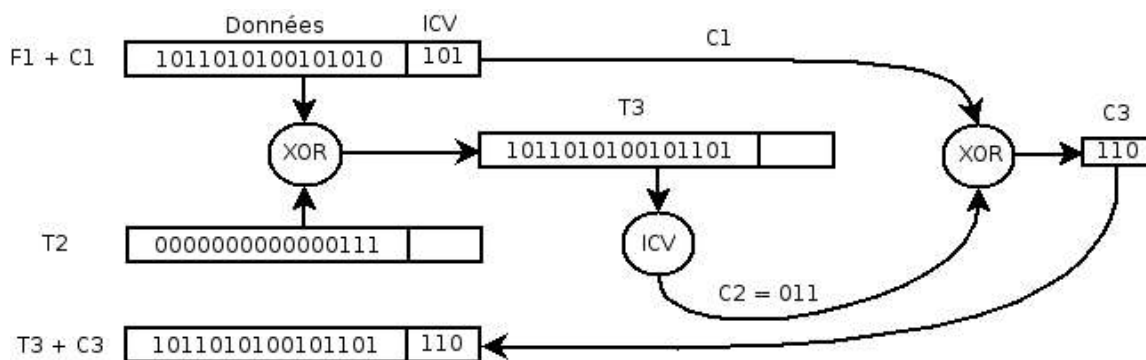 Données
ICV
F1 + C1
1011010100101010
101
C1
XOR
T3
1011010100101101
XOR
C3
110
T2
0000000000000111
ICV
C2 = 011
T3 + C3
1011010100101101
110